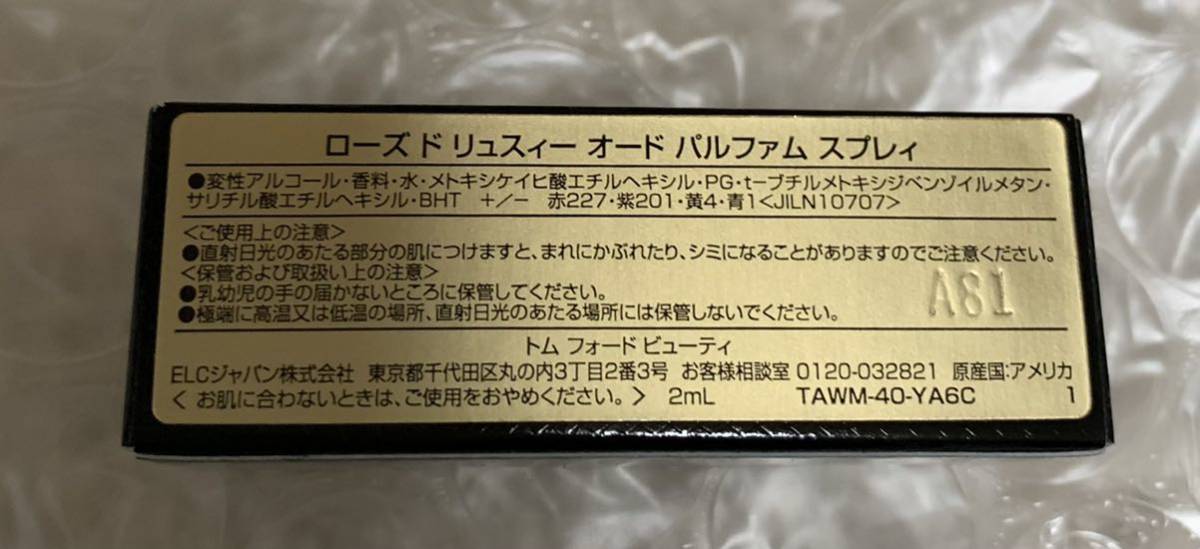 ローズ ド リュスィー オード パルファム スプレィ
●変性アルコール・香料・水・メトキシケイヒ酸エチルヘキシル・PG・t-ブチルメトキシジベンゾイルメタン・
サリチル酸エチルヘキシル・BHT +/- 赤227・紫201・黄4・青1<JILN10707>
<ご使用上の注意>
●直射日光のあたる部分の肌につけますと、まれにかぶれたり、シミになることがありますのでご注意ください。
<保管および取扱い上の注意>
●乳幼児の手の届かないところに保管してください。
●極端に高温又は低温の場所、直射日光のあたる場所には保管しないでください。
A81
トム フォード ビューティ
ELCジャパン株式会社 東京都千代田区丸の内3丁目2番3号 お客様相談室 0120-032821 原産国:アメリカ
< お肌に合わないときは、ご使用をおやめください。> 2mL TAWM-40-YA6C 1